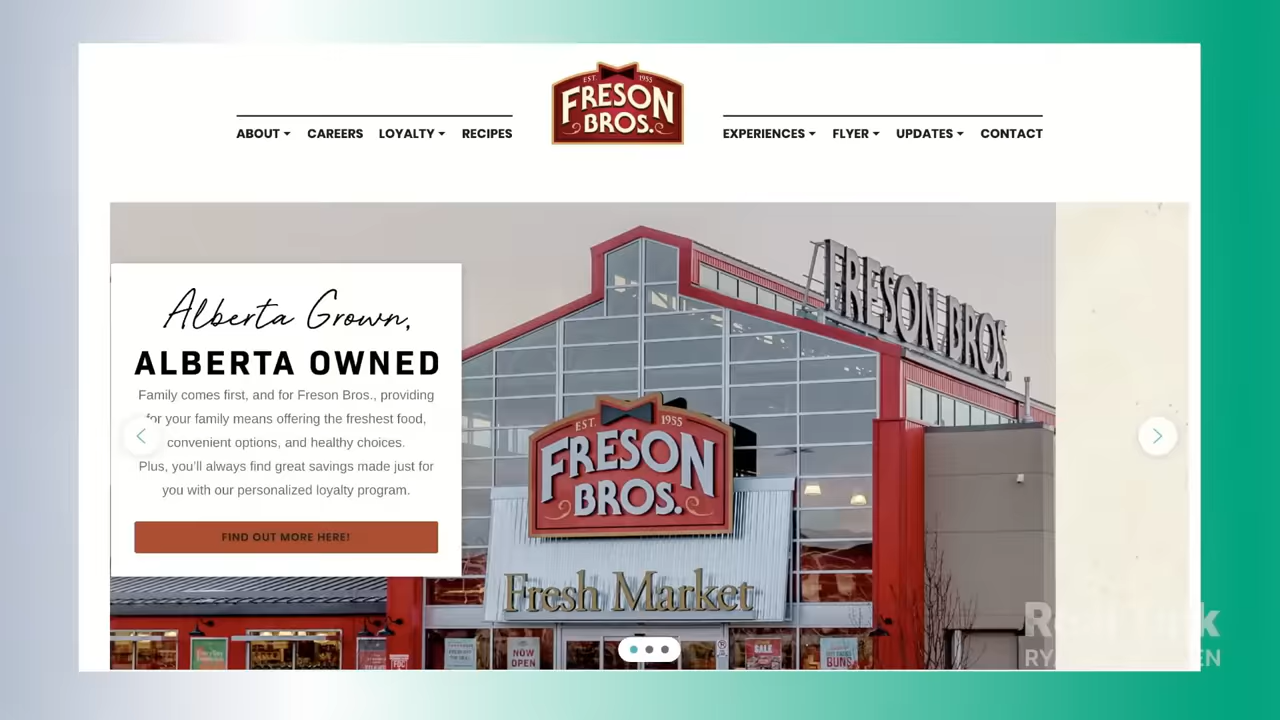 EST. 1955
FRESON
BROS.
ABOUT CAREERS LOYALTY RECIPES
EXPERIENCES FLYER UPDATES CONTACT
Alberta Grown,
ALBERTA OWNED
Family comes first, and for Freson Bros., providing
for your family means offering the freshest food,
convenient options, and healthy choices.
Plus, you'll always find great savings made just for
you with our personalized loyalty program.
FIND OUT MORE HERE!
FRESON BROS.
EST. 1955
FRESON
BROS.
Fresh Market
NOW
OPEN
SALE
BUNS